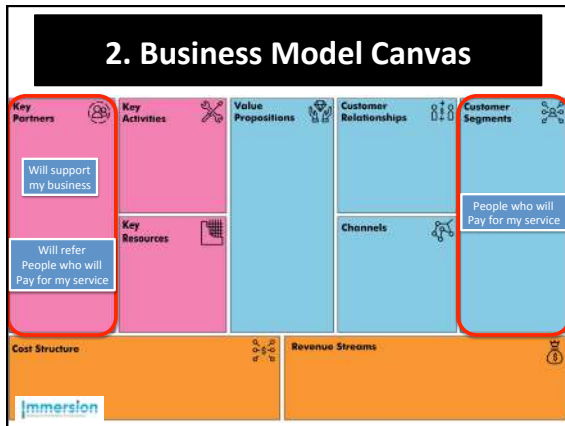 2. Business Model Canvas
Key
Partners
Will support
my business
Will refer
People who will
Pay for my service
Key
Activities
Key
Resources
Value
Propositions
Customer
Relationships
Channels
Customer
Segments
People who will
Pay for my service
Cost Structure
Revenue Streams
Immersion